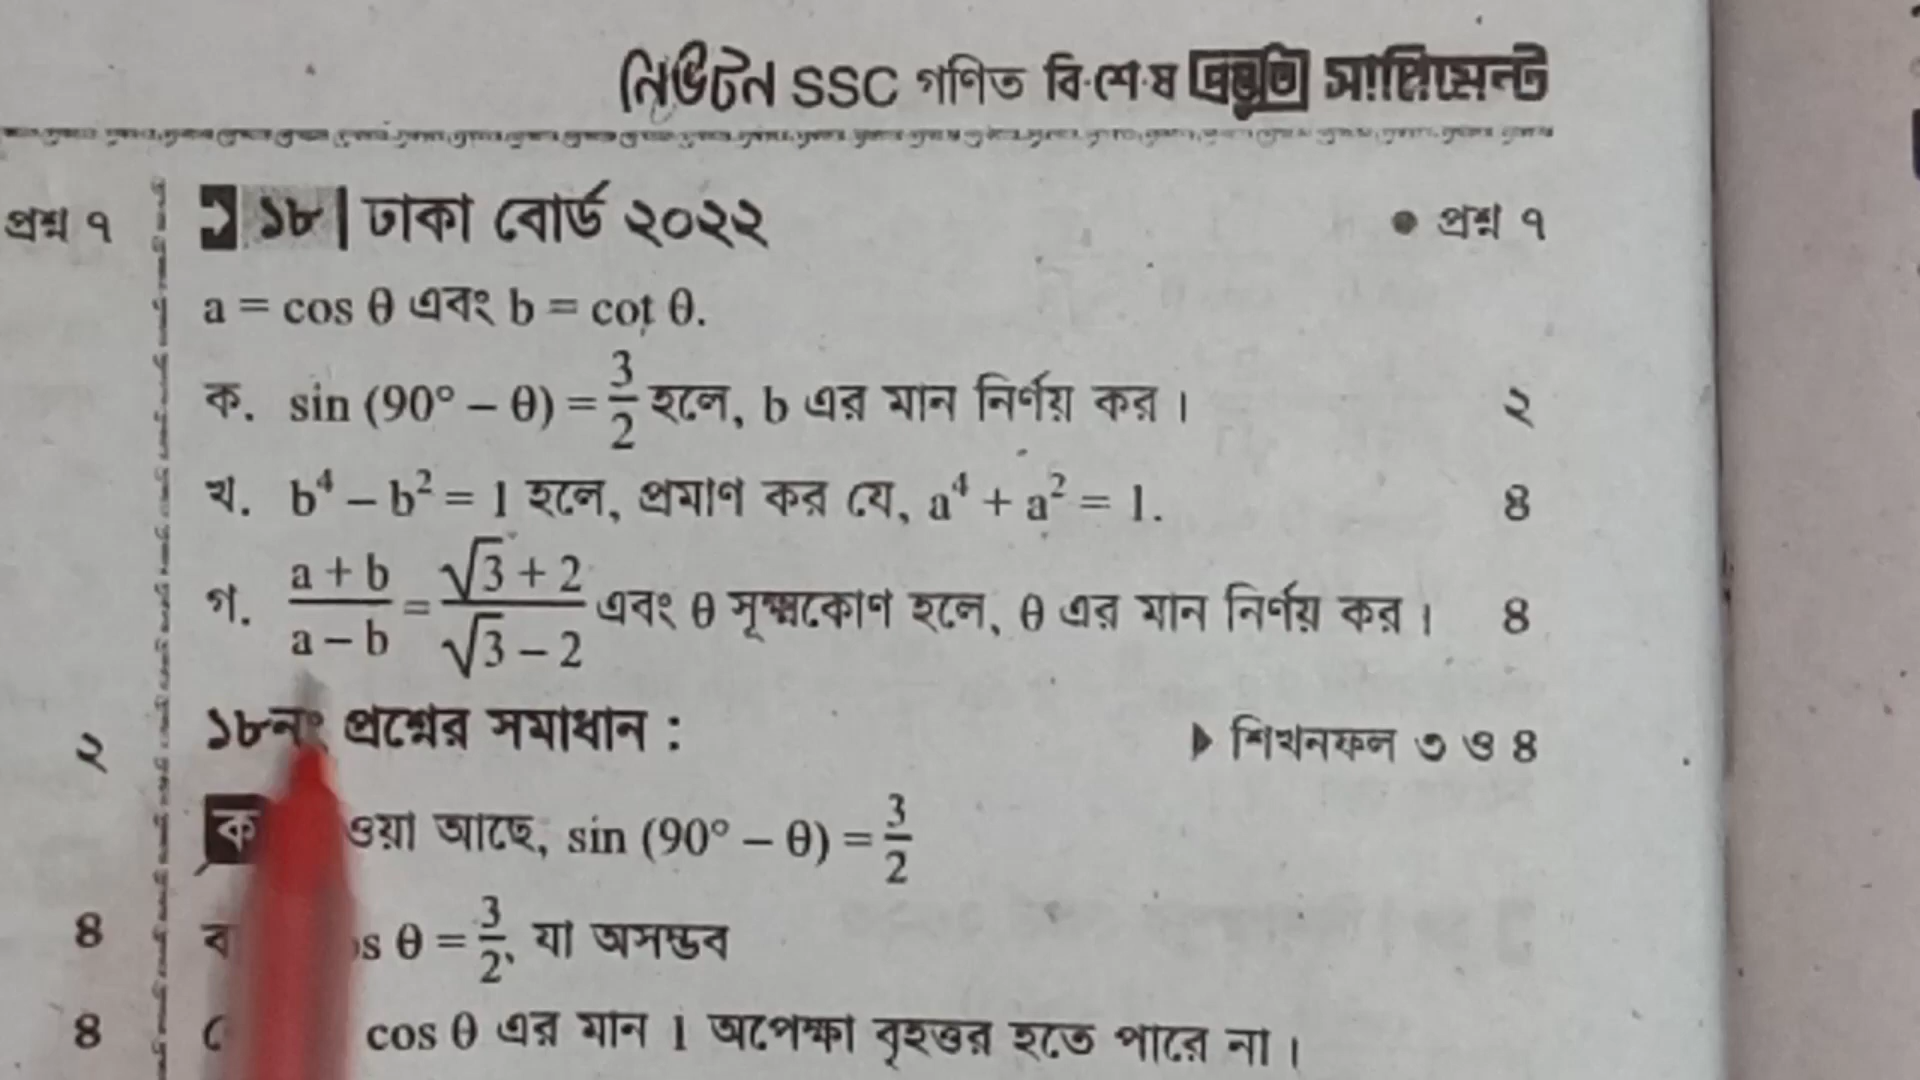 নিউটন SSC গণিত বিশেষ প্রস্তুতি সাপ্লিমেন্ট
প্রশ্ন ৭
১৮। ঢাকা বোর্ড ২০২২ ● প্রশ্ন ৭
a = cos θ এবং b = cot θ.
ক. sin (90° – θ) = 3/2 হলে, b এর মান নির্ণয় কর। ২
খ. b⁴ – b² = 1 হলে, প্রমাণ কর যে, a⁴ + a² = 1. ৪
গ. (a + b)/(a – b) = (√3 + 2)/(√3 – 2) এবং θ সূক্ষ্মকোণ হলে, θ এর মান নির্ণয় কর। ৪
১৮নং প্রশ্নের সমাধান : ▶ শিখনফল ৩ ও ৪
২
ক আছে, sin (90° – θ) = 3/2
৪
θ = 3/2, যা অসম্ভব
৪
cos θ এর মান 1 অপেক্ষা বৃহত্তর হতে পারে না।